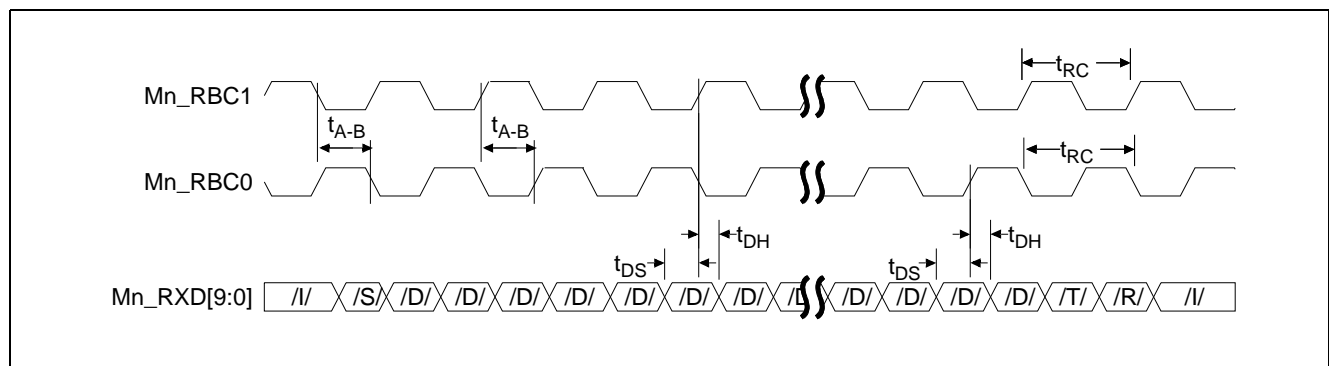 Mn_RBC1
t_RC
t_A-B t_A-B
Mn_RBC0
t_RC
t_DH t_DH
t_DS t_DS
Mn_RXD[9:0] /I/ /S/ /D/ /D/ /D/ /D/ /D/ /D/ /D/ /D /D/ /D/ /D/ /D/ /T/ /R/ /I/